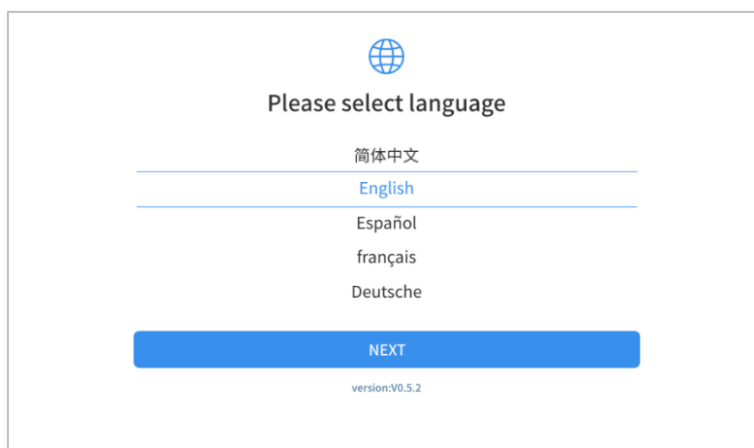 Please select language
简体中文
English
Español
français
Deutsche
NEXT
version:V0.5.2